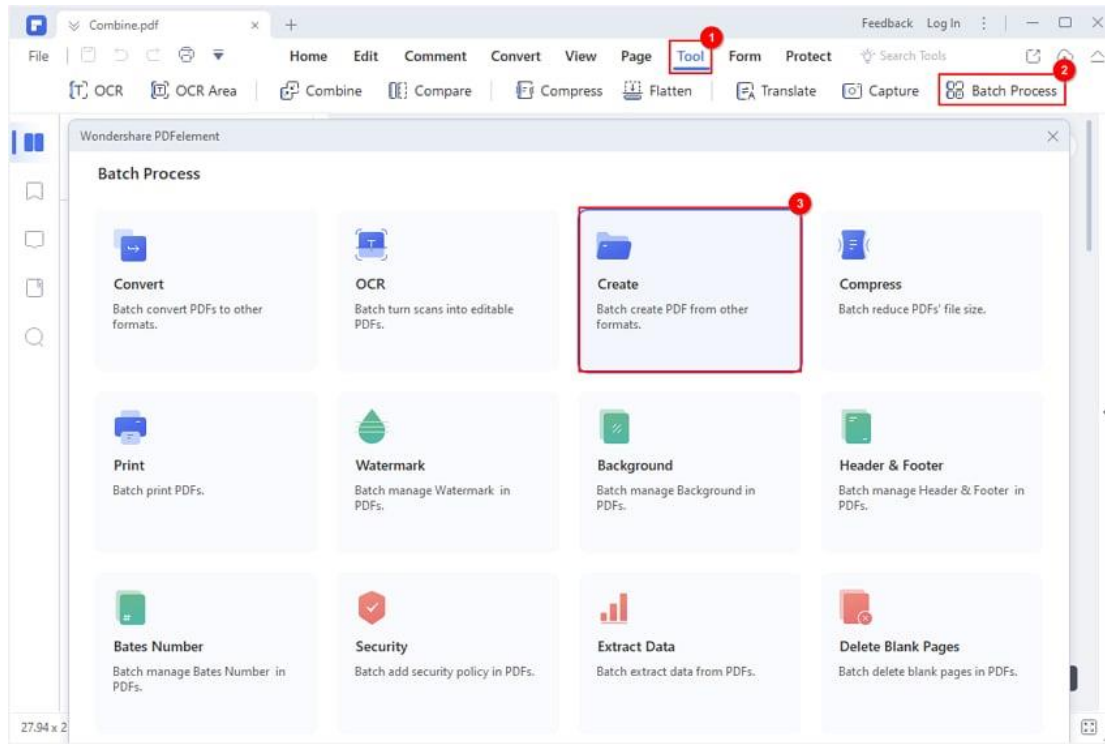 Combine.pdf
Feedback Log In
1
File Home Edit Comment Convert View Page Tool Form Protect Search Tools
2
OCR OCR Area Combine Compare Compress Flatten Translate Capture Batch Process
Wondershare PDFelement
Batch Process
3
Convert
Batch convert PDFs to other
formats.
OCR
Batch turn scans into editable
PDFs.
Create
Batch create PDF from other
formats.
Compress
Batch reduce PDFs' file size.
Print
Batch print PDFs.
Watermark
Batch manage Watermark in
PDFs.
Background
Batch manage Background in
PDFs.
Header & Footer
Batch manage Header & Footer in
PDFs.
Bates Number
Batch manage Bates Number in
PDFs.
Security
Batch add security policy in PDFs.
Extract Data
Batch extract data from PDFs.
Delete Blank Pages
Batch delete blank pages in PDFs.
27.94 x 2